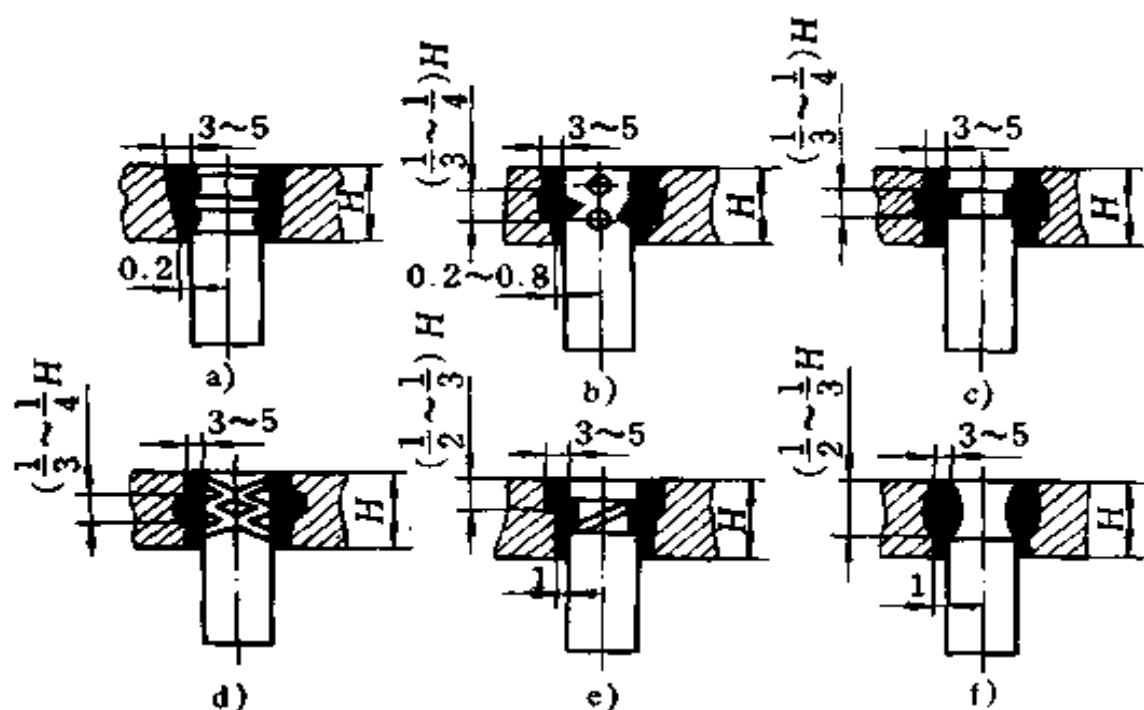 3~5
H
0.2
a)
(1/3~1/4)H
3~5
H
0.2~0.8
b)
(1/3~1/4)H
3~5
H
c)
(1/3~1/4H
3~5
H
d)
(1/2~1/3)H
3~5
H
1
e)
(1/2~1/3H
3~5
H
1
f)